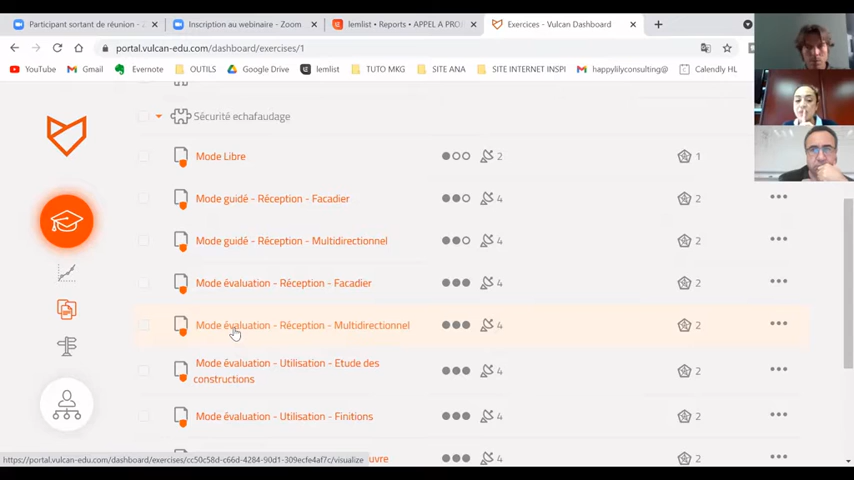 Participant sortant de réunion - Z
Inscription au webinaire - Zoom
lemlist • Reports • APPEL A PRO
Exercices - Vulcan Dashboard
portal.vulcan-edu.com/dashboard/exercises/1
YouTube
Gmail
Evernote
OUTILS
Google Drive
lemlist
TUTO MKG
SITE ANA
SITE INTERNET INSPI
happylilyconsulting@
Calendly HL
Sécurité echafaudage
Mode Libre
2
1
Mode guidé - Réception - Facadier
4
2
Mode guidé - Réception - Multidirectionnel
4
2
Mode évaluation - Réception - Facadier
4
2
Mode évaluation - Réception - Multidirectionnel
4
2
Mode évaluation - Utilisation - Etude des
constructions
4
2
Mode évaluation - Utilisation - Finitions
4
2
uvre
4
2
https://portal.vulcan-edu.com/dashboard/exercises/cc50c58d-c66d-4284-90d1-309ecfe4af7c/visualize